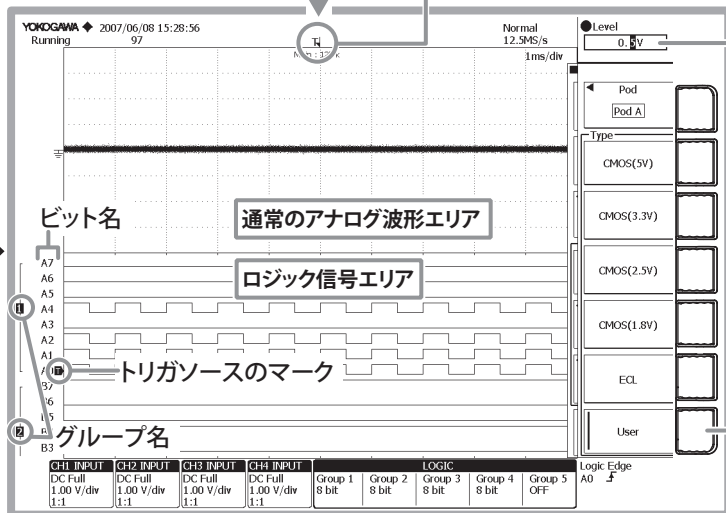 YOKOGAWA ◆ 2007/06/08 15:28:56
Running 97
Normal
12.5MS/s
1ms/div
Level
0.5V
Pod
Pod A
Type
CMOS(5V)
CMOS(3.3V)
CMOS(2.5V)
CMOS(1.8V)
ECL
User
ビット名
通常のアナログ波形エリア
ロジック信号エリア
A7
A6
A5
1 A4
A3
A2
A1
トリガソースのマーク
B7
B6
B5
2
グループ名
B3
CH1 INPUT CH2 INPUT CH3 INPUT CH4 INPUT LOGIC
DC Full DC Full DC Full DC Full Group 1 Group 2 Group 3 Group 4 Group 5
1.00 V/div 1.00 V/div 1.00 V/div 1.00 V/div 8 bit 8 bit 8 bit 8 bit OFF
1:1 1:1 1:1 1:1
Logic Edge
A0